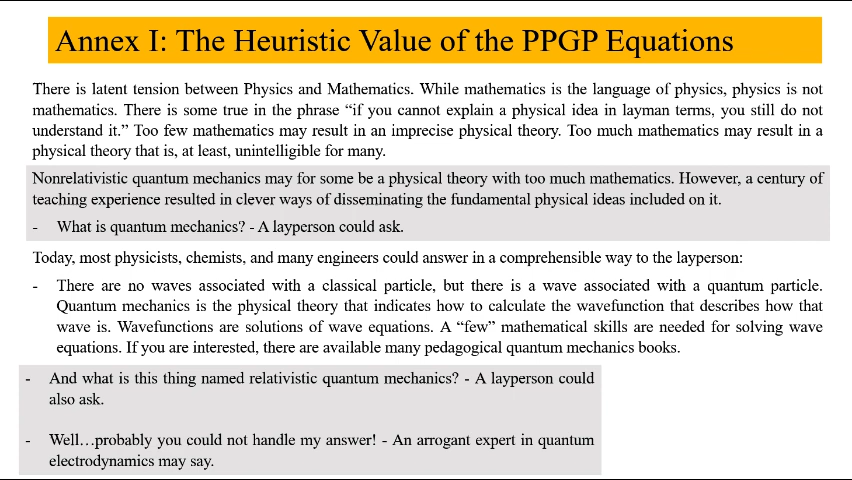 Annex I: The Heuristic Value of the PPGP Equations
There is latent tension between Physics and Mathematics. While mathematics is the language of physics, physics is not
mathematics. There is some true in the phrase “if you cannot explain a physical idea in layman terms, you still do not
understand it.” Too few mathematics may result in an imprecise physical theory. Too much mathematics may result in a
physical theory that is, at least, unintelligible for many.
Nonrelativistic quantum mechanics may for some be a physical theory with too much mathematics. However, a century of
teaching experience resulted in clever ways of disseminating the fundamental physical ideas included on it.
- What is quantum mechanics? - A layperson could ask.
Today, most physicists, chemists, and many engineers could answer in a comprehensible way to the layperson:
- There are no waves associated with a classical particle, but there is a wave associated with a quantum particle.
Quantum mechanics is the physical theory that indicates how to calculate the wavefunction that describes how that
wave is. Wavefunctions are solutions of wave equations. A “few” mathematical skills are needed for solving wave
equations. If you are interested, there are available many pedagogical quantum mechanics books.
- And what is this thing named relativistic quantum mechanics? - A layperson could
also ask.
- Well…probably you could not handle my answer! - An arrogant expert in quantum
electrodynamics may say.